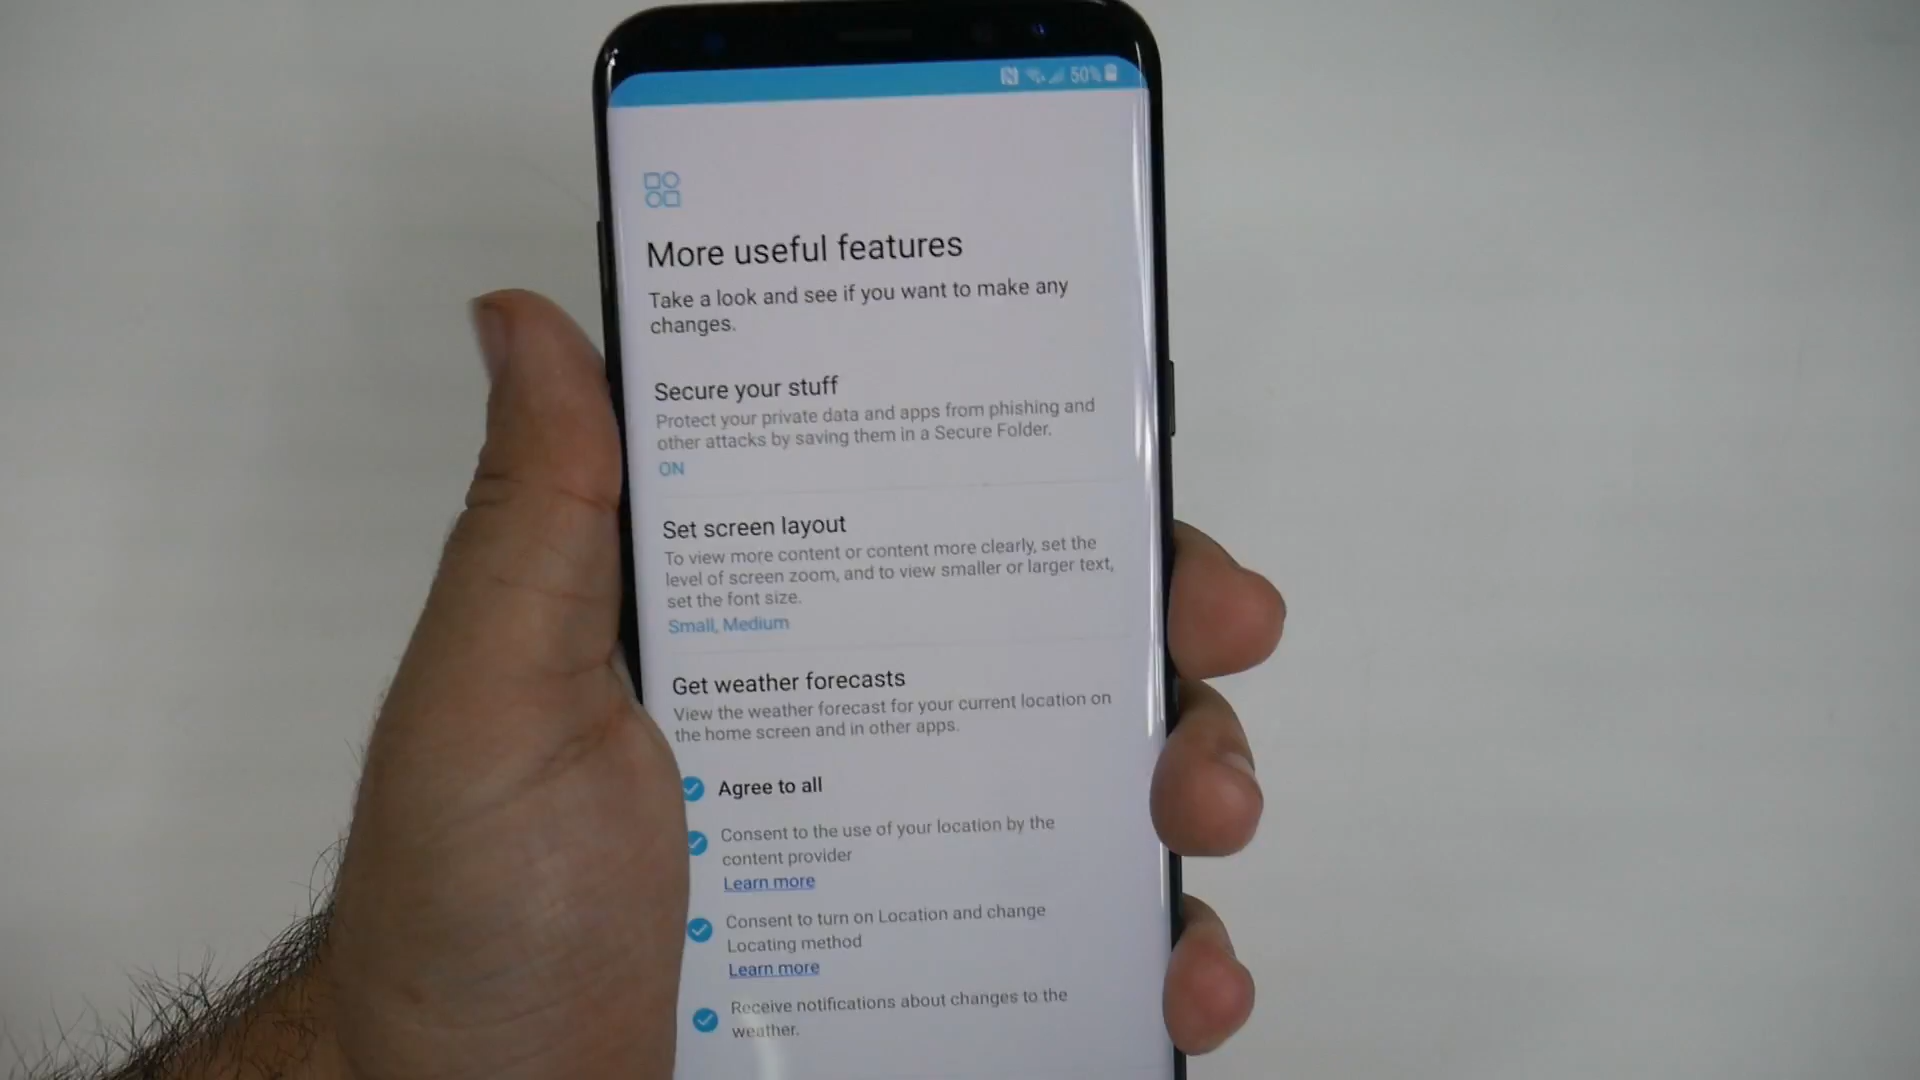 50%
More useful features
Take a look and see if you want to make any
changes.
Secure your stuff
Protect your private data and apps from phishing and
other attacks by saving them in a Secure Folder.
ON
Set screen layout
To view more content or content more clearly, set the
level of screen zoom, and to view smaller or larger text,
set the font size.
Small, Medium
Get weather forecasts
View the weather forecast for your current location on
the home screen and in other apps.
Agree to all
Consent to the use of your location by the
content provider
Learn more
Consent to turn on Location and change
Locating method
Learn more
Receive notifications about changes to the
weather.